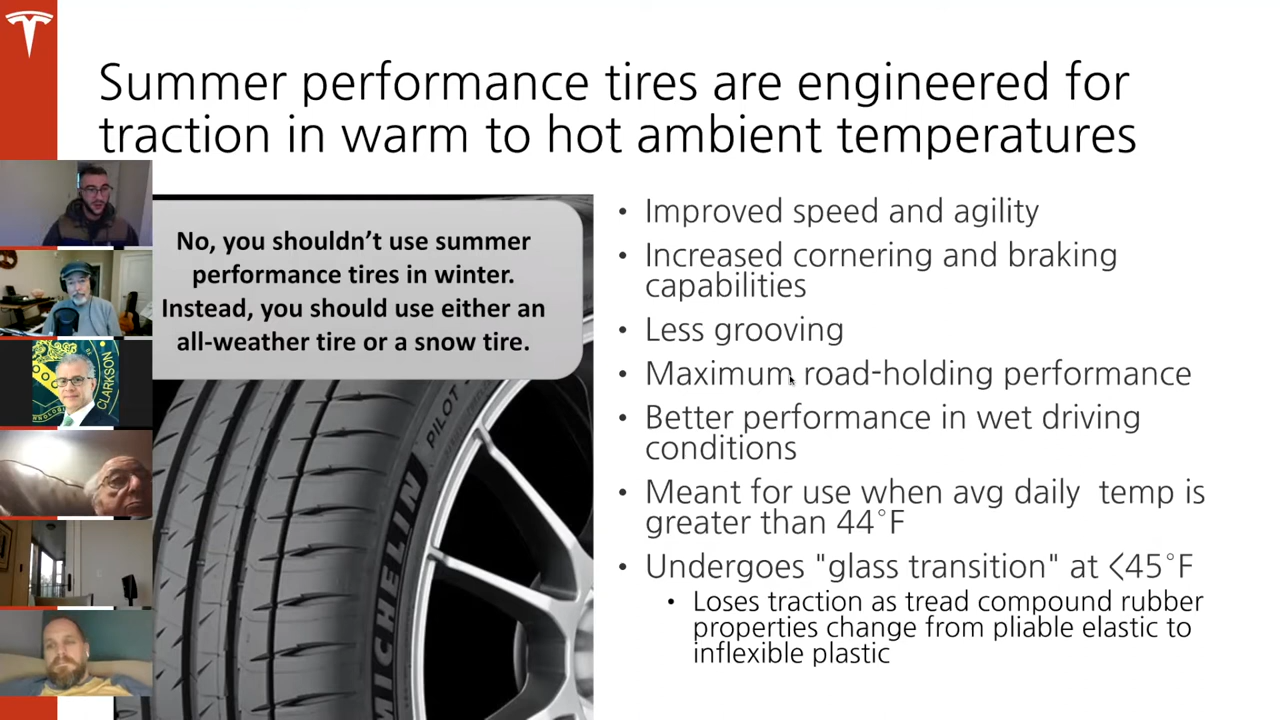 Summer performance tires are engineered for
traction in warm to hot ambient temperatures
No, you shouldn't use summer
performance tires in winter.
Instead, you should use either an
all-weather tire or a snow tire.
PILOT
MICHELIN
CLARKSON
• Improved speed and agility
• Increased cornering and braking
capabilities
• Less grooving
• Maximum road-holding performance
• Better performance in wet driving
conditions
• Meant for use when avg daily temp is
greater than 44°F
• Undergoes "glass transition" at <45°F
• Loses traction as tread compound rubber
properties change from pliable elastic to
inflexible plastic